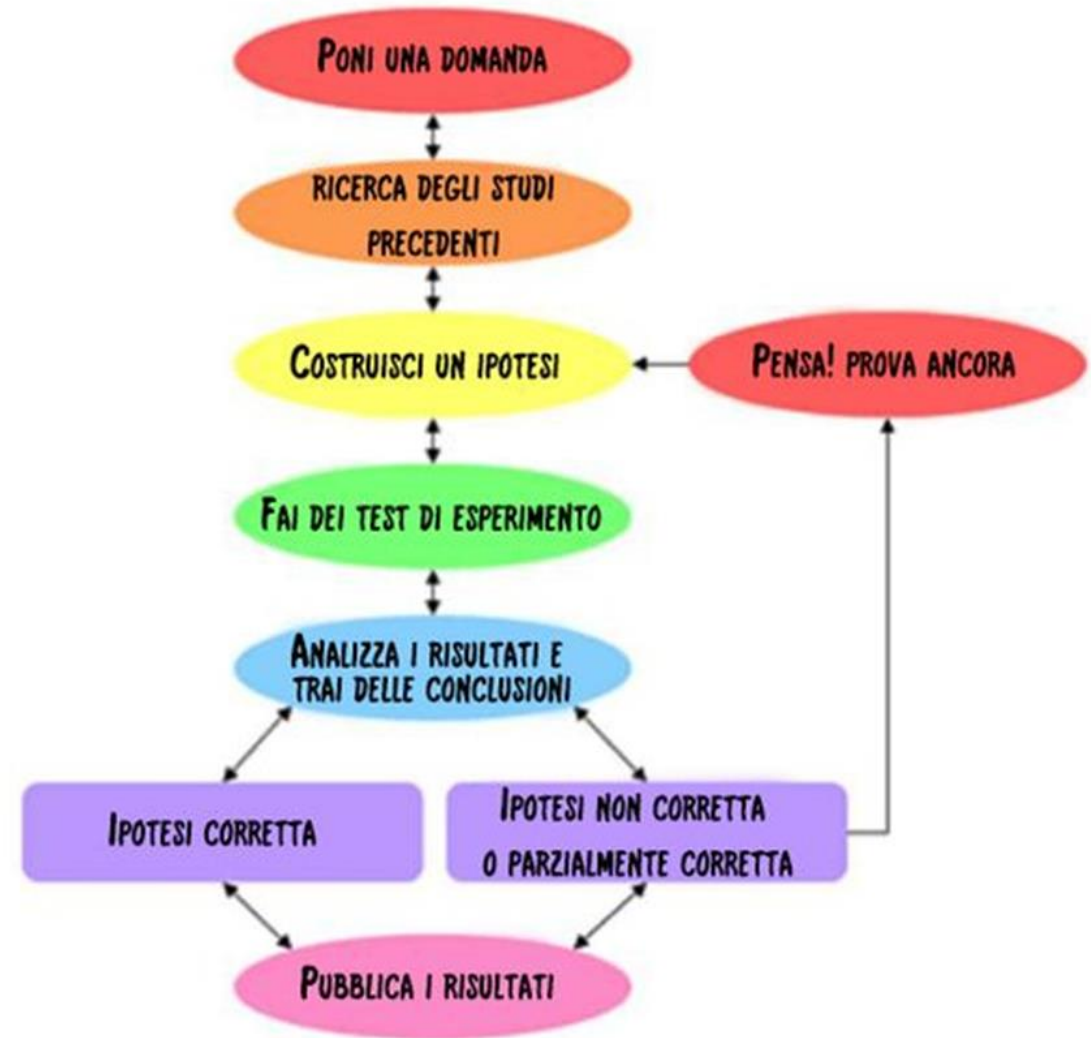 Poni una domanda
ricerca degli studi
precedenti
Costruisci un ipotesi
Pensa! prova ancora
Fai dei test di esperimento
Analizza i risultati e
trai delle conclusioni
Ipotesi corretta
Ipotesi non corretta
o parzialmente corretta
Pubblica i risultati